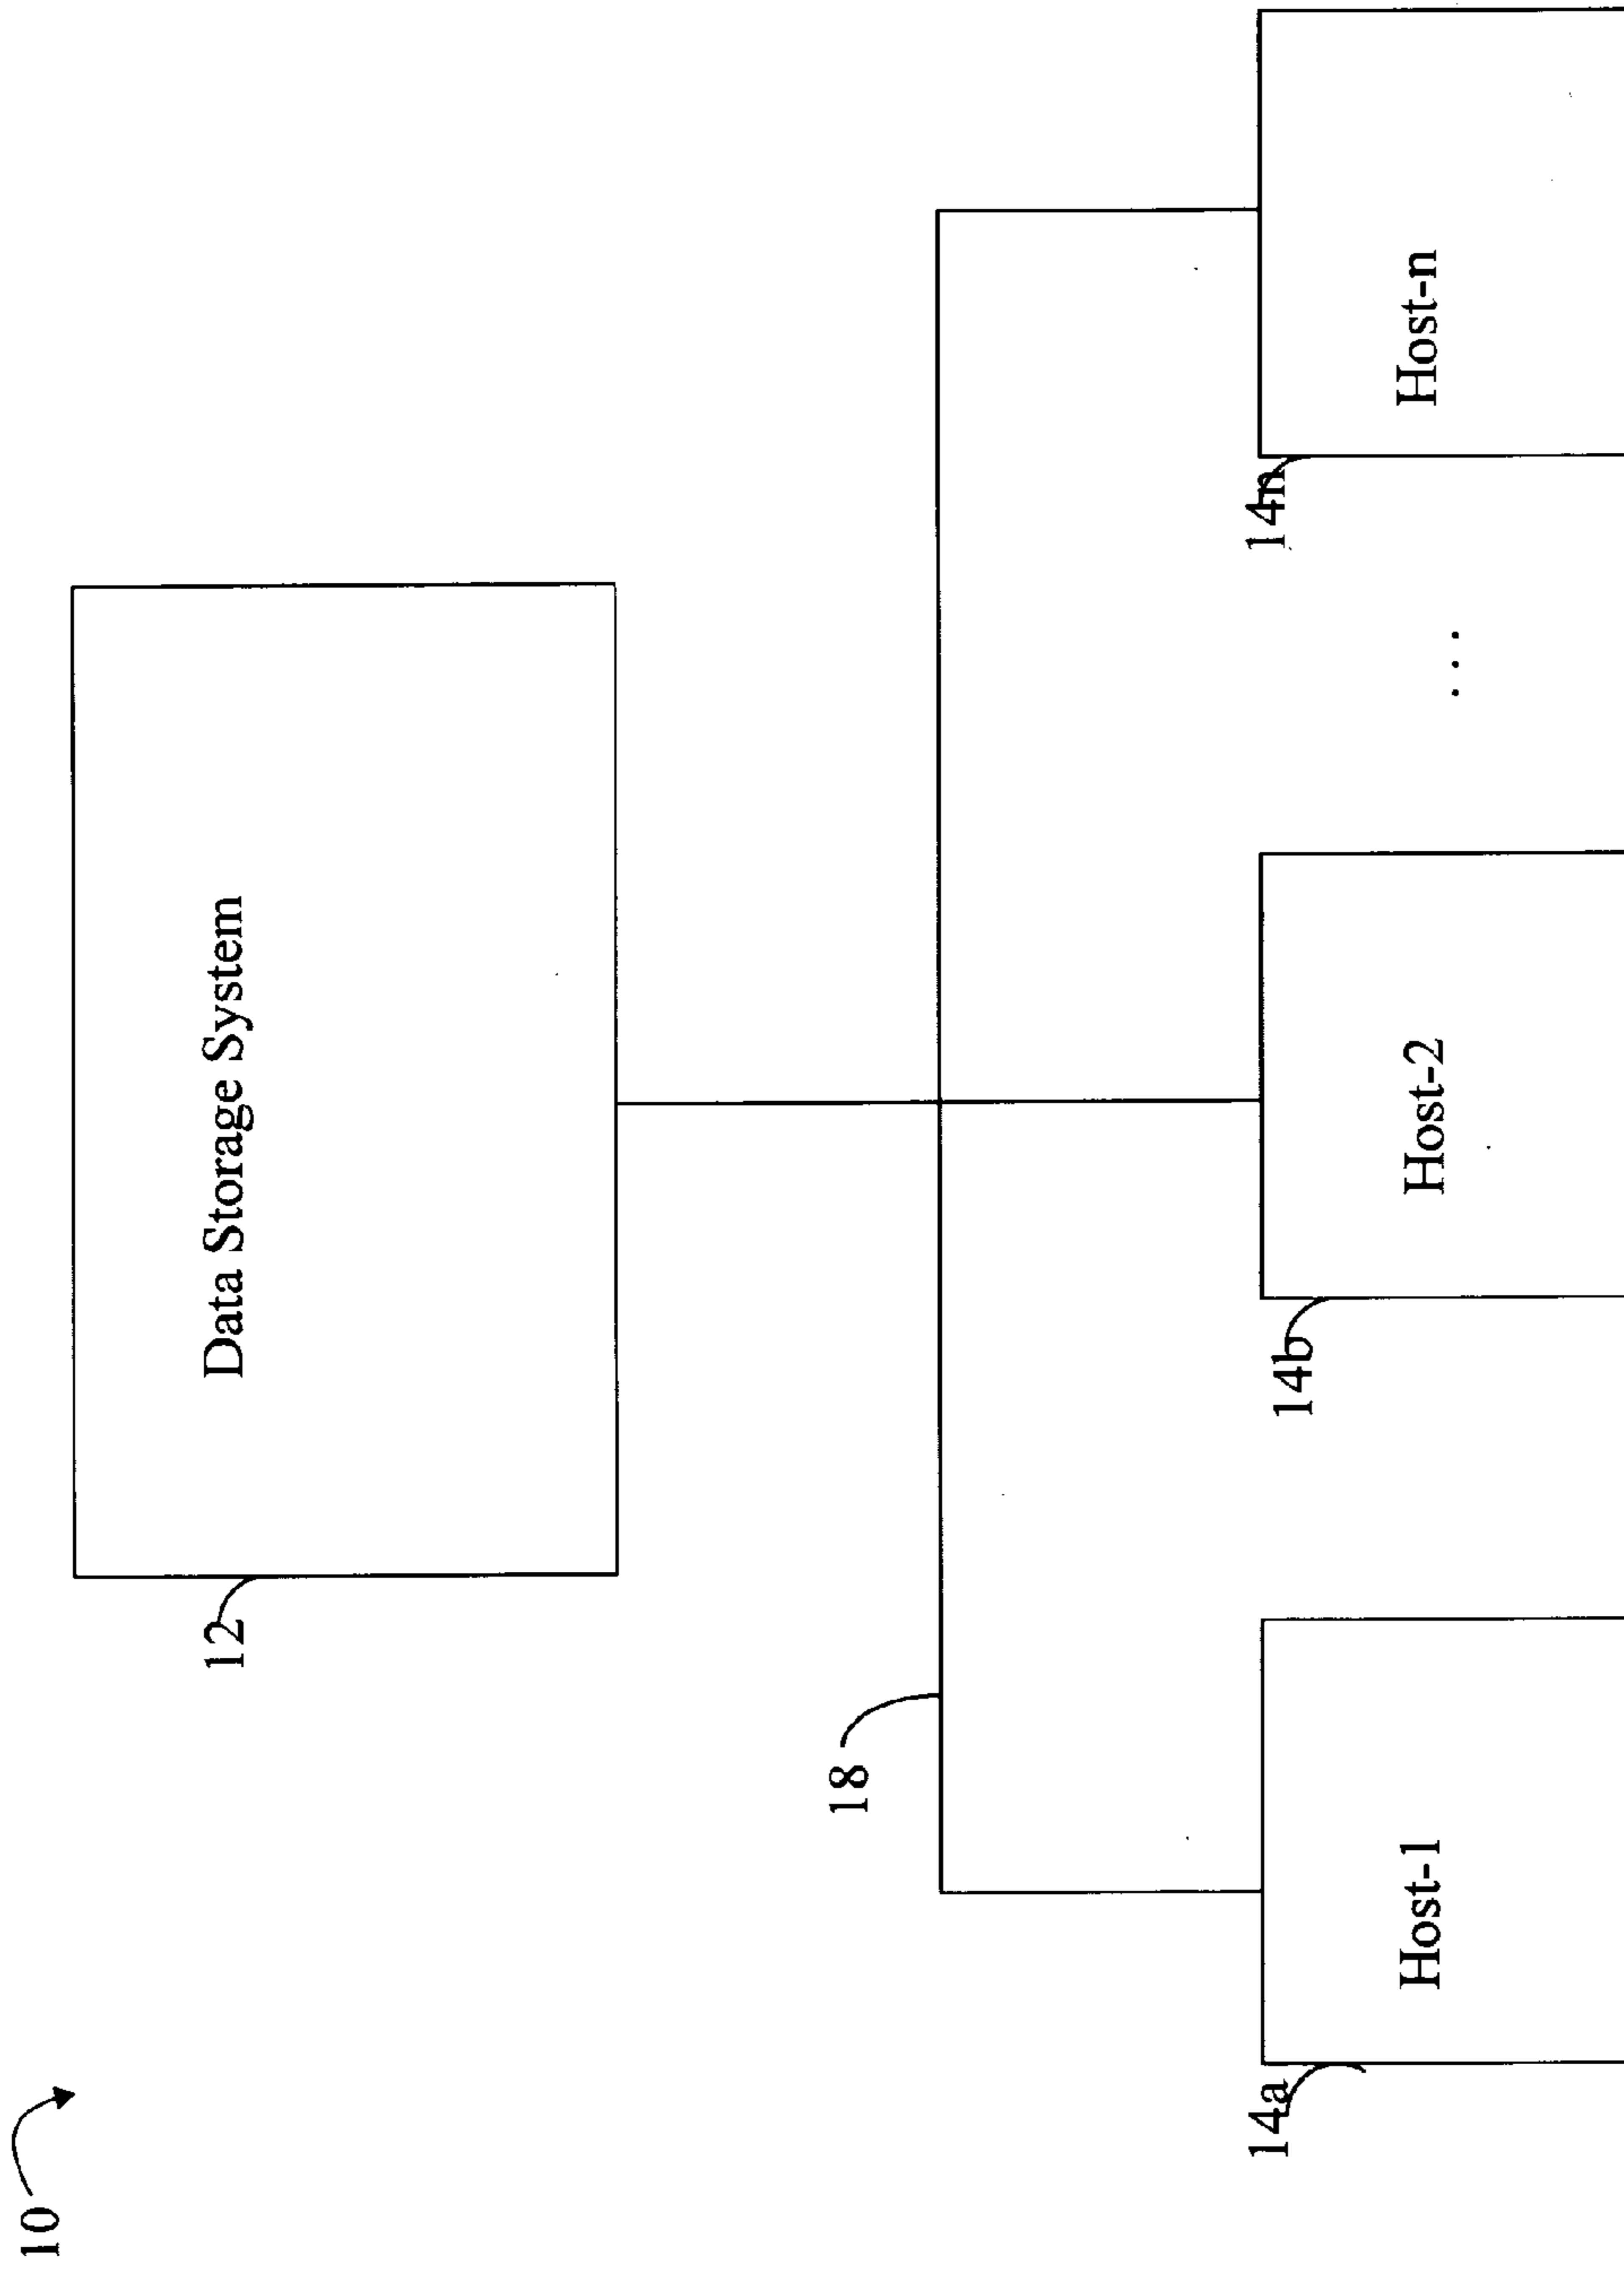 10
12
Data Storage System
18
14a
Host-1
14b
Host-2
. . .
14n
Host-n